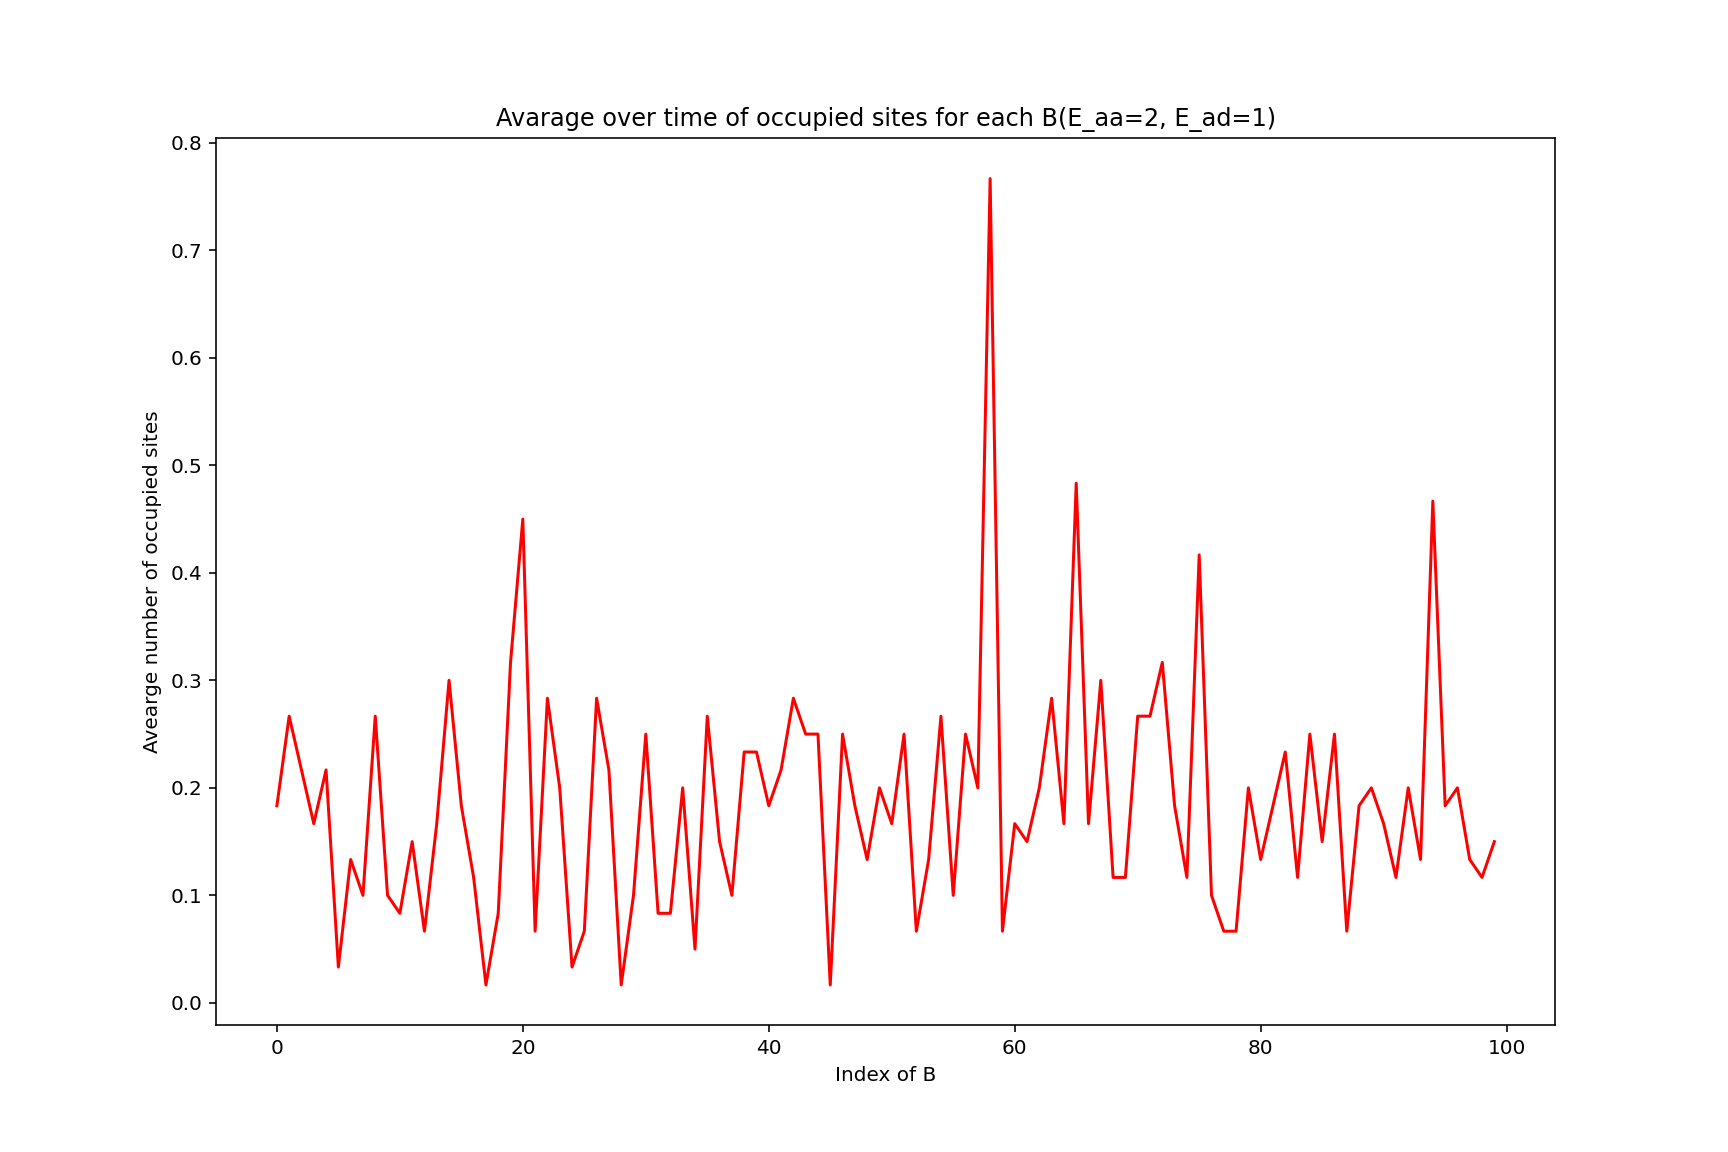 Avarage over time of occupied sites for each B(E_aa=2, E_ad=1)
0.8
0.7
0.6
0.5
0.4
0.3
0.2
0.1
0.0
Avearge number of occupied sites
0 20 40 60 80 100
Index of B